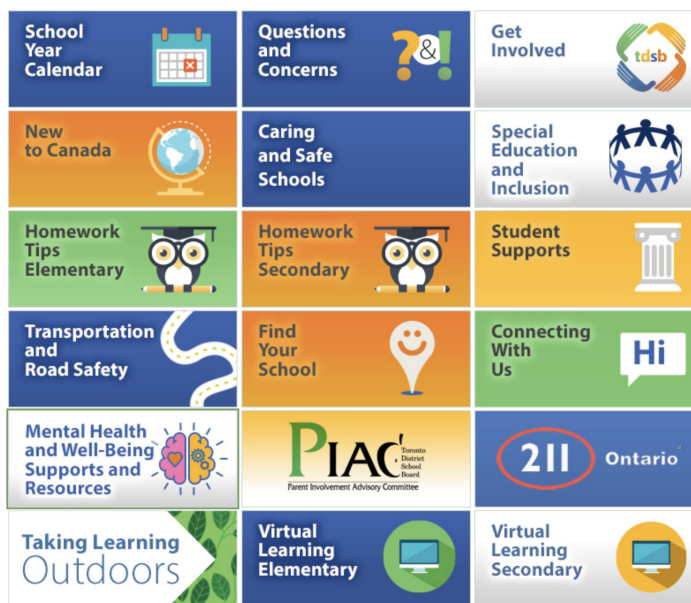 School
Year
Calendar
Questions
and
Concerns
?&!
Get
Involved
tdsb
New
to Canada
Caring
and Safe
Schools
Special
Education
and
Inclusion
Homework
Tips
Elementary
Homework
Tips
Secondary
Student
Supports
Transportation
and
Road Safety
Find
Your
School
Connecting
With
Us
Hi
Mental Health
and Well-Being
Supports and
Resources
PIAC
Toronto
District
School
Board
Parent Involvement Advisory Committee
211 Ontario
Taking Learning
Outdoors
Virtual
Learning
Elementary
Virtual
Learning
Secondary